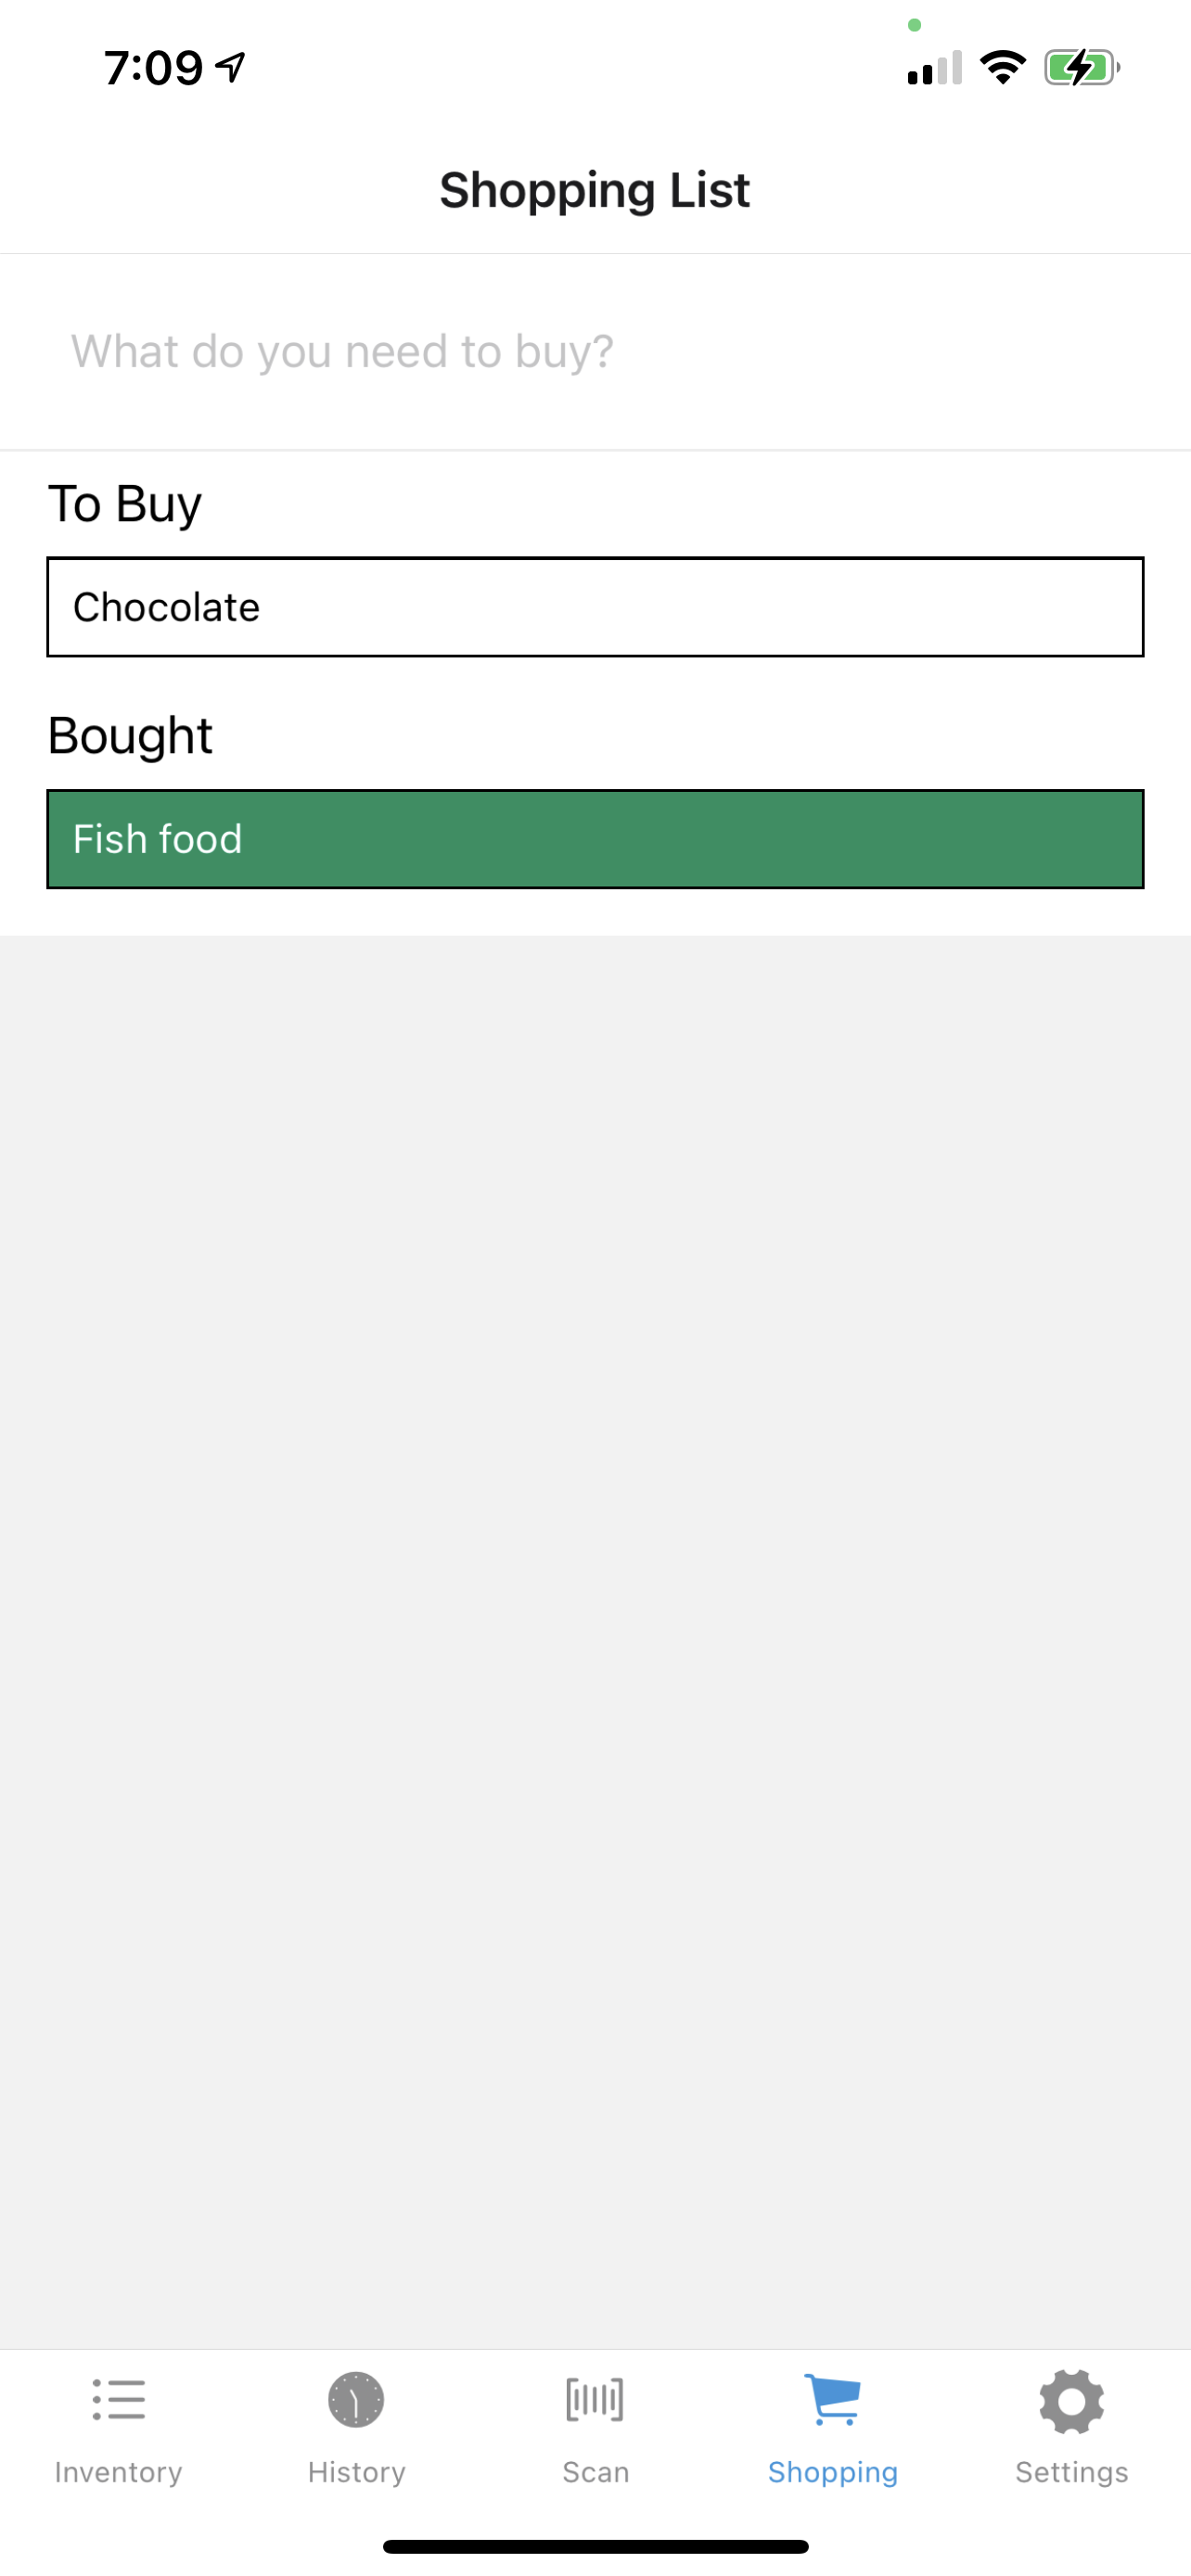 7:09
Shopping List
What do you need to buy?
To Buy
Chocolate
Bought
Fish food
Inventory
History
Scan
Shopping
Settings